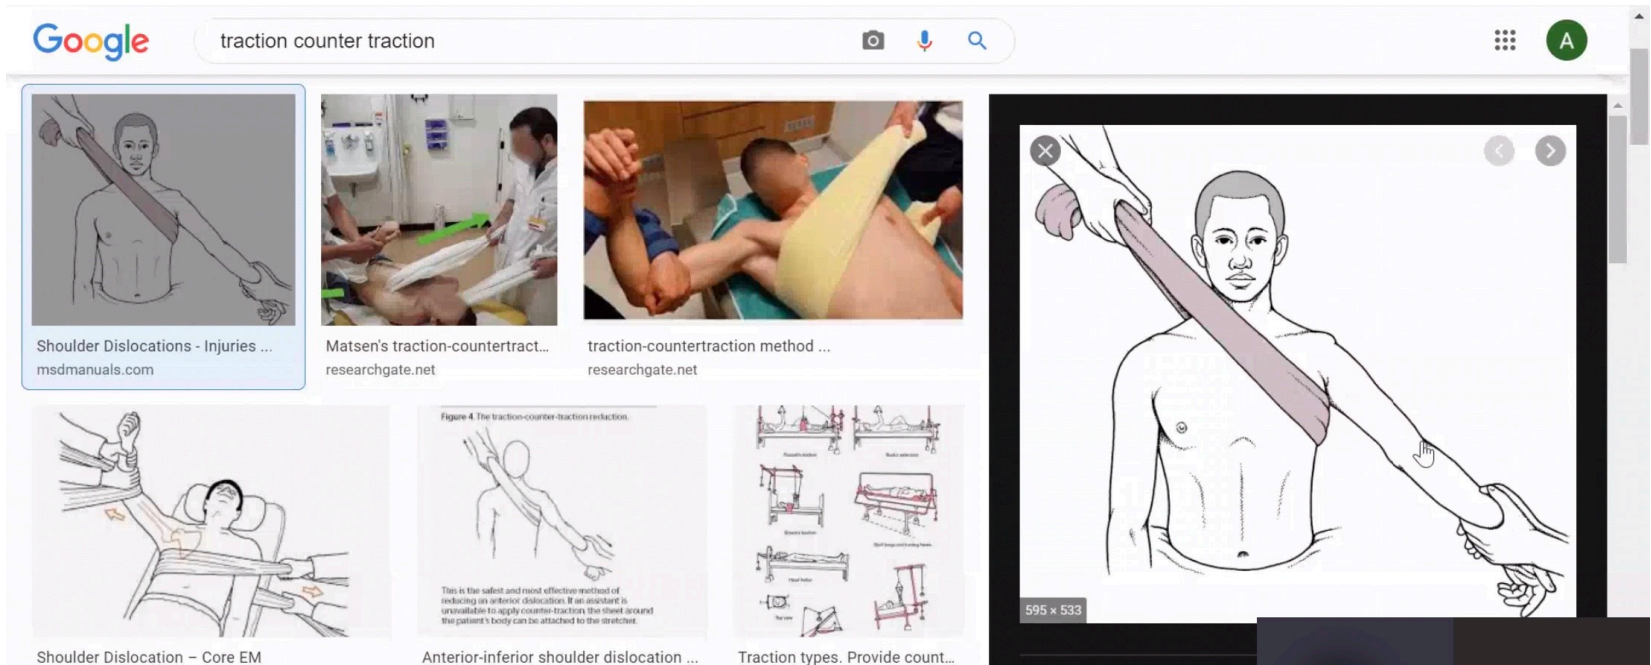 Google
traction counter traction
A
Shoulder Dislocations - Injuries ...
msdmanuals.com
Matsen's traction-countertract...
researchgate.net
traction-countertraction method ...
researchgate.net
Figure 4. The traction-counter-traction reduction.
This is the safest and most effective method of
reducing an anterior dislocation. If an assistant is
unavailable to apply counter-traction, the sheet around
the patient's body can be attached to the stretcher.
595 × 533
Shoulder Dislocation – Core EM
Anterior-inferior shoulder dislocation ...
Traction types. Provide count...